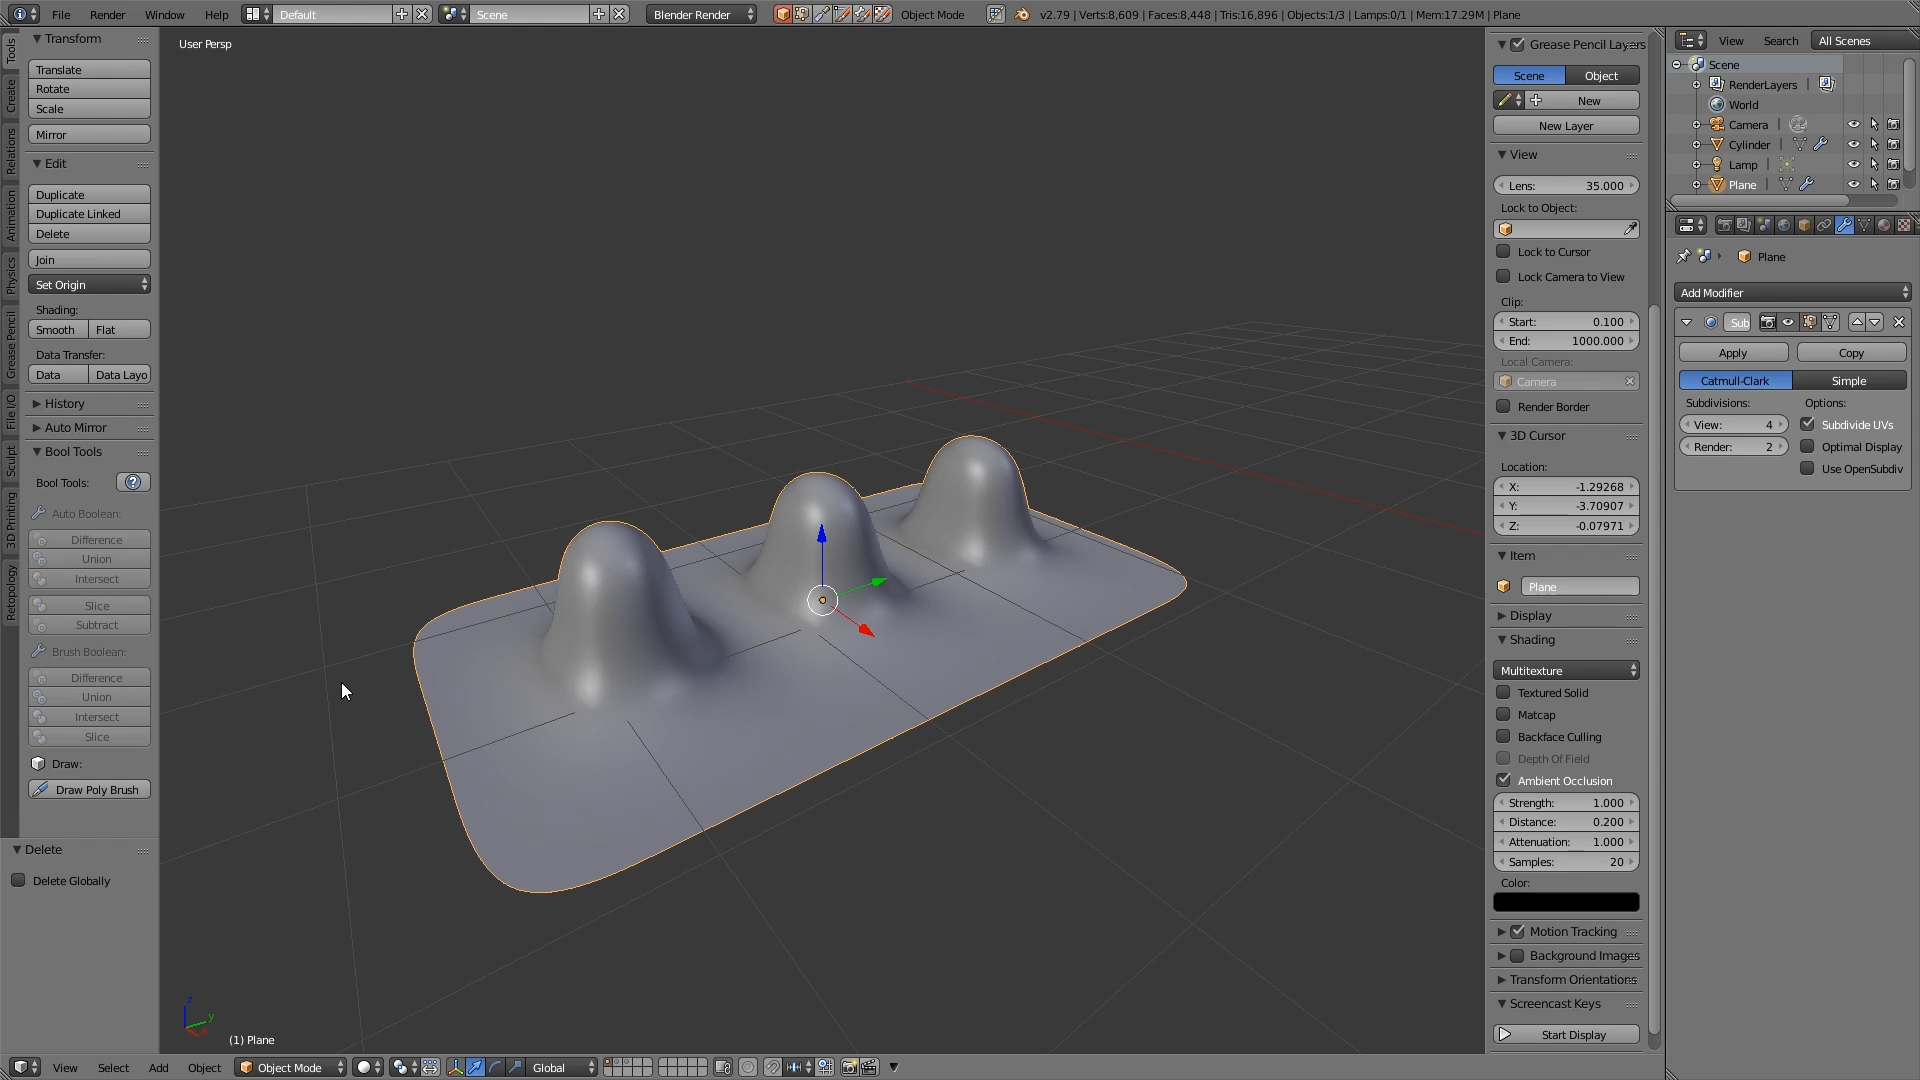 File Render Window Help Default Scene Blender Render Object Mode v2.79 | Verts:8,609 | Faces:8,448 | Tris:16,896 | Objects:1/3 | Lamps:0/1 | Mem:17.29M | Plane
Tools
Create
Relations
Animation
Physics
Grease Pencil
File I/O
Sculpt
3D Printing
Retopology
Transform
Translate
Rotate
Scale
Mirror
Edit
Duplicate
Duplicate Linked
Delete
Join
Set Origin
Shading:
Smooth Flat
Data Transfer:
Data Data Layo
History
Auto Mirror
Bool Tools
Bool Tools:
Auto Boolean:
Difference
Union
Intersect
Slice
Subtract
Brush Boolean:
Difference
Union
Intersect
Slice
Draw:
Draw Poly Brush
Delete
Delete Globally
User Persp
z
y
x
(1) Plane
Grease Pencil Layers
Scene Object
New
New Layer
View
Lens: 35.000
Lock to Object:
Lock to Cursor
Lock Camera to View
Clip:
Start: 0.100
End: 1000.000
Local Camera:
Camera
Render Border
3D Cursor
Location:
X: -1.29268
Y: -3.70907
Z: -0.07971
Item
Plane
Display
Shading
Multitexture
Textured Solid
Matcap
Backface Culling
Depth Of Field
Ambient Occlusion
Strength: 1.000
Distance: 0.200
Attenuation: 1.000
Samples: 20
Color:
Motion Tracking
Background Images
Transform Orientations
Screencast Keys
Start Display
View Search All Scenes
Scene
RenderLayers
World
Camera
Cylinder
Lamp
Plane
Plane
Add Modifier
Sub
Apply Copy
Catmull-Clark Simple
Subdivisions: Options:
View: 4 Subdivide UVs
Render: 2 Optimal Display
Use OpenSubdiv
View Select Add Object Object Mode Global